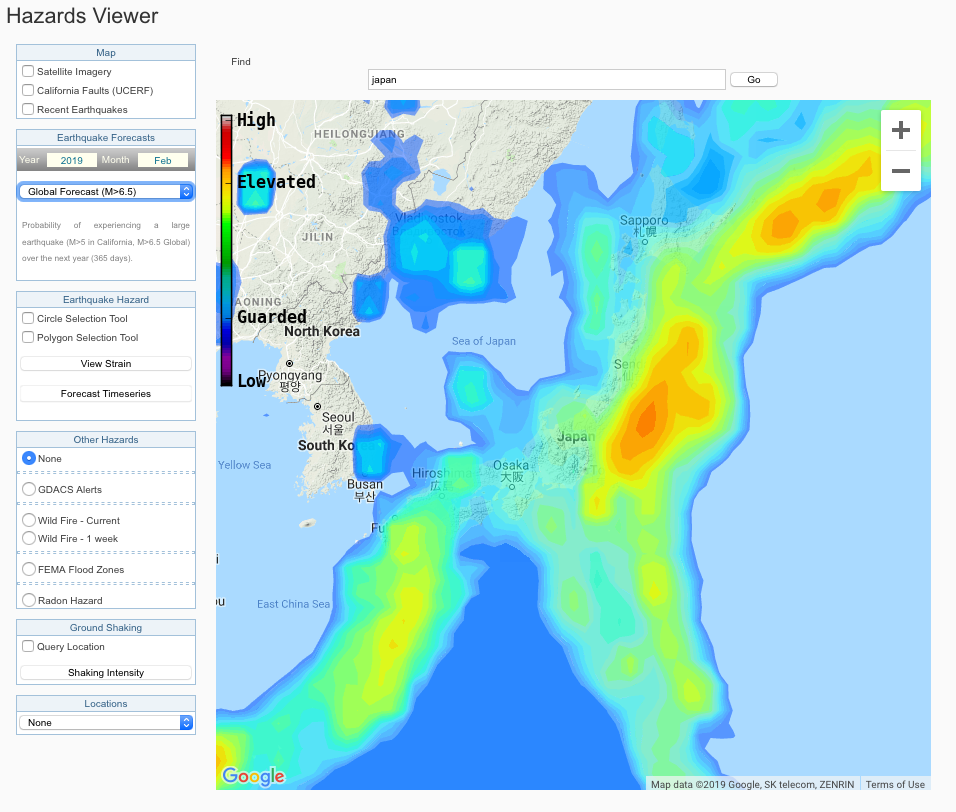 Hazards Viewer
Map
Satellite Imagery
California Faults (UCERF)
Recent Earthquakes
Earthquake Forecasts
Year 2019 Month Feb
Global Forecast (M>6.5)
Probability of experiencing a large
earthquake (M>5 in California, M>6.5 Global)
over the next year (365 days).
Earthquake Hazard
Circle Selection Tool
Polygon Selection Tool
View Strain
Forecast Timeseries
Other Hazards
None
GDACS Alerts
Wild Fire - Current
Wild Fire - 1 week
FEMA Flood Zones
Radon Hazard
Ground Shaking
Query Location
Shaking Intensity
Locations
None
Find
japan
Go
High
HEILONGJIANG
Elevated
Vladivostok
Sapporo
札幌
JILIN
AONING
Guarded
North Korea
Sea of Japan
Low
Pyongyang
평양
Seoul
서울
South Ko
Japan
Yellow Sea
Hiroshima
Osaka
大阪
Busan
부산
Fu
East China Sea
Google
Map data ©2019 Google, SK telecom, ZENRIN
Terms of Use